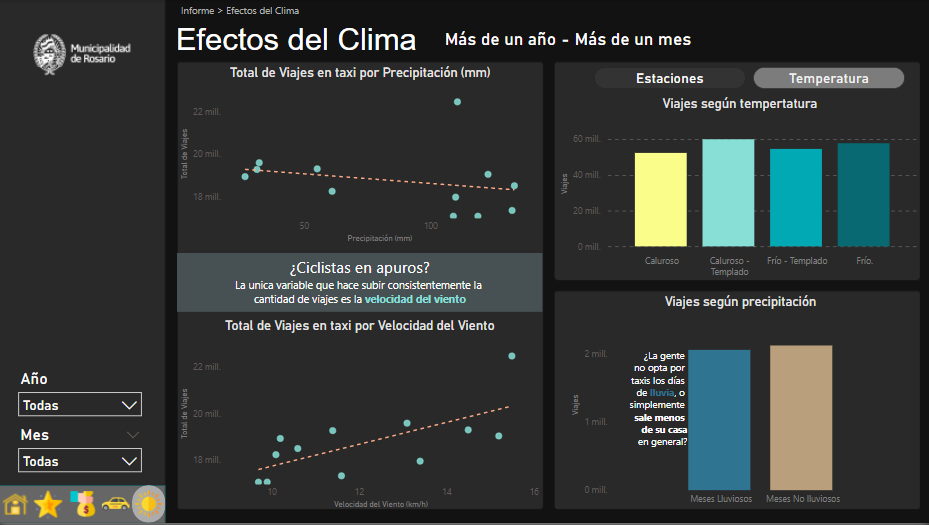 Informe > Efectos del Clima
Municipalidad
de Rosario
Efectos del Clima
Más de un año - Más de un mes
Total de Viajes en taxi por Precipitación (mm)
Total de Viajes
22 mill.
20 mill.
18 mill.
50
100
Precipitación (mm)
¿Ciclistas en apuros?
La unica variable que hace subir consistentemente la
cantidad de viajes es la velocidad del viento
Total de Viajes en taxi por Velocidad del Viento
Total de Viajes
22 mill.
20 mill.
18 mill.
10
12
14
16
Velocidad del Viento (km/h)
Estaciones
Temperatura
Viajes según tempertatura
Viajes
60 mill.
40 mill.
20 mill.
0 mill.
Caluroso
Caluroso -
Templado
Frío - Templado
Frío.
Viajes según precipitación
Viajes
2 mill.
1 mill.
0 mill.
¿La gente
no opta por
taxis los días
de lluvia, o
simplemente
sale menos
de su casa
en general?
Meses Lluviosos
Meses No lluviosos
Año
Todas
Mes
Todas